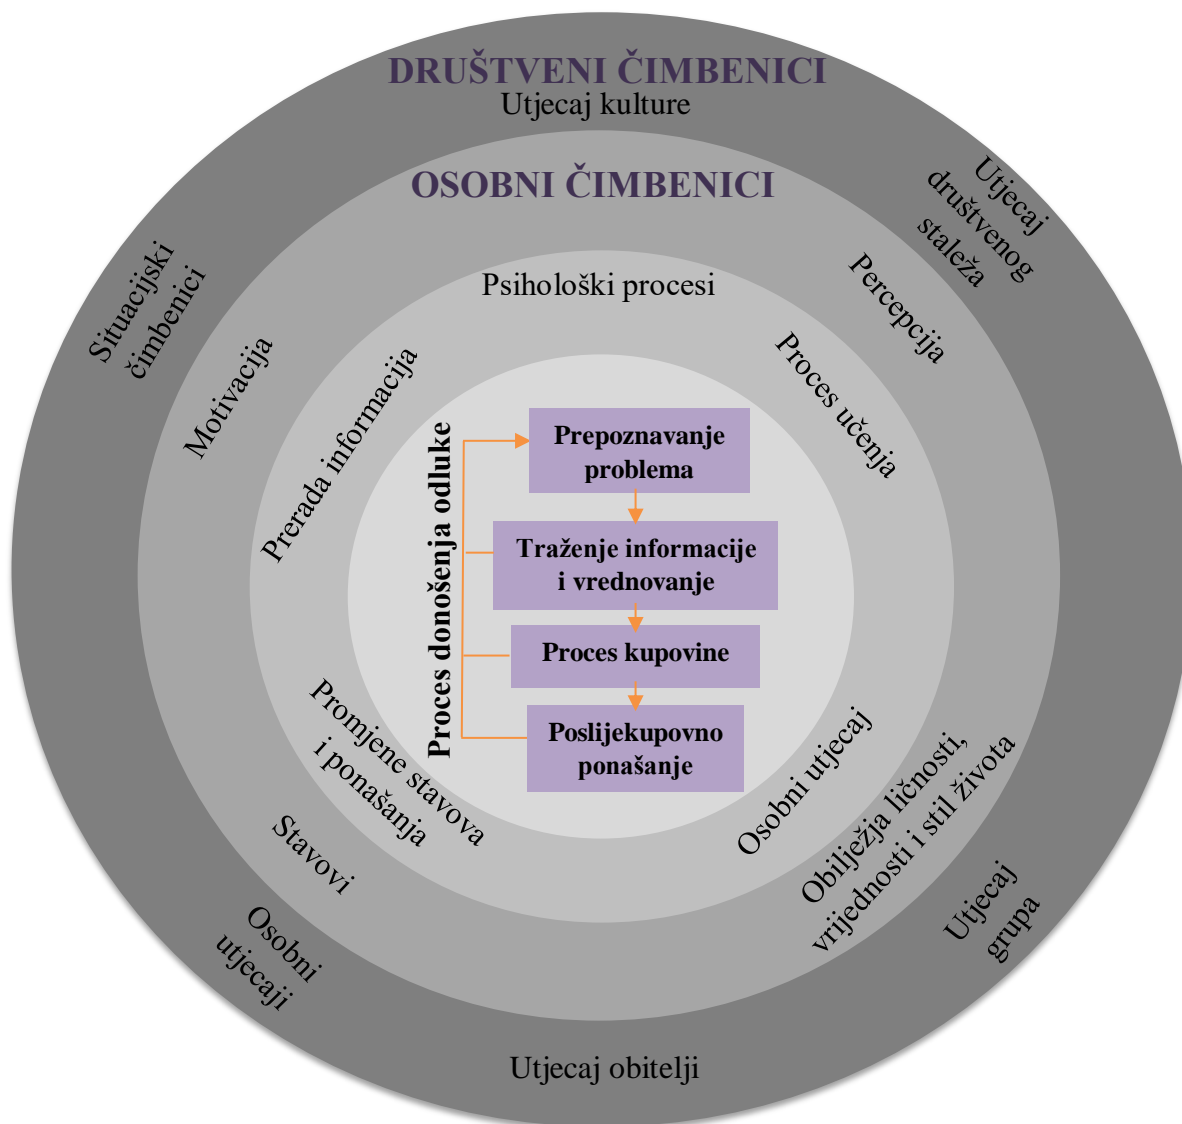 DRUŠTVENI ČIMBENICI
Utjecaj kulture
Utjecaj
društvenog
staleža
Situacijski
čimbenici
OSOBNI ČIMBENICI
Percepcija
Motivacija
Psihološki procesi
Proces učenja
Prerada informacija
Proces donošenja odluke
Prepoznavanje
problema
Traženje informacije
i vrednovanje
Proces kupovine
Poslijekupovno
ponašanje
Promjene stavova
i ponašanja
Osobni utjecaj
Stavovi
Obilježja ličnosti,
vrijednosti i stil života
Osobni
utjecaji
Utjecaj
grupa
Utjecaj obitelji